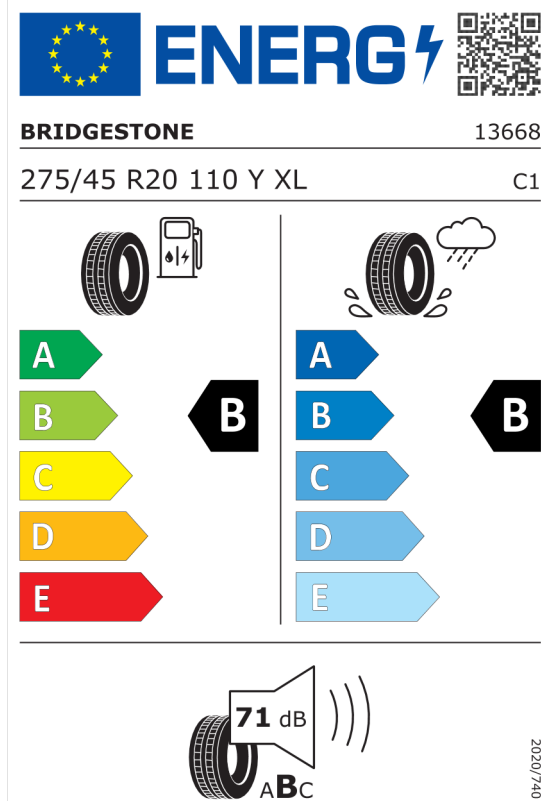 ENERG
BRIDGESTONE 13668
275/45 R20 110 Y XL C1
A A
B B B B
C C
D D
E E
71 dB
ABC
2020/740